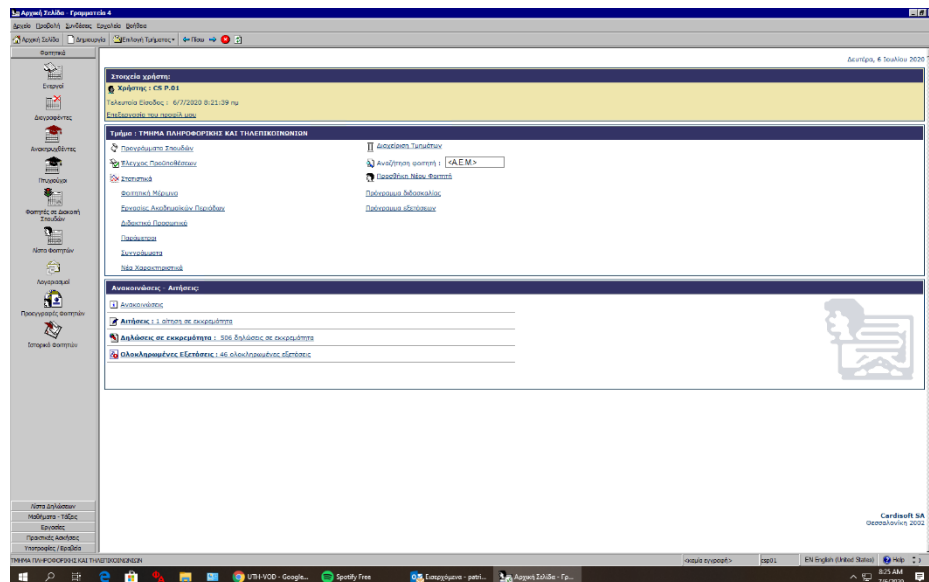 Αρχική Σελίδα - Γραμματεία 4
Αρχείο Προβολή Συνδέσεις Εργαλεία Βοήθεια
Αρχική Σελίδα Δημιουργία Επιλογή Τμήματος Πίσω
Φοιτητικά
Δευτέρα, 6 Ιουλίου 2020
Στοιχεία χρήστη:
Χρήστης : CS P.01
Τελευταία Είσοδος : 6/7/2020 8:21:39 πμ
Επεξεργασία του προφίλ μου
Ενεργοί
Διαγραφέντες
Ανακηρυχθέντες
Πτυχιούχοι
Φοιτητές σε Διακοπή Σπουδών
Λίστα Φοιτητών
Λογαριασμοί
Προεγγραφές Φοιτητών
Ιστορικό Φοιτητών
Τμήμα : ΤΜΗΜΑ ΠΛΗΡΟΦΟΡΙΚΗΣ ΚΑΙ ΤΗΛΕΠΙΚΟΙΝΩΝΙΩΝ
Προγράμματα Σπουδών
Έλεγχος Προϋποθέσεων
Στατιστικά
Φοιτητική Μέριμνα
Εργασίες Ακαδημαϊκών Περιόδων
Διδακτικό Προσωπικό
Παράμετροι
Συγγράμματα
Νέα Χαρακτηριστικά
Διαχείριση Τμημάτων
Αναζήτηση φοιτητή : <Α.Ε.Μ.>
Προσθήκη Νέου Φοιτητή
Πρόγραμμα διδασκαλίας
Πρόγραμμα εξετάσεων
Ανακοινώσεις - Αιτήσεις:
Ανακοινώσεις
Αιτήσεις : 1 αίτηση σε εκκρεμότητα
Δηλώσεις σε εκκρεμότητα : 506 δηλώσεις σε εκκρεμότητα
Ολοκληρωμένες Εξετάσεις : 46 ολοκληρωμένες εξετάσεις
Λίστα Δηλώσεων
Μαθήματα - Τάξεις
Εργασίες
Πρακτικές Ασκήσεις
Υποτροφίες / Βραβεία
Cardisoft SA
Θεσσαλονίκη 2002
ΤΜΗΜΑ ΠΛΗΡΟΦΟΡΙΚΗΣ ΚΑΙ ΤΗΛΕΠΙΚΟΙΝΩΝΙΩΝ
<καμία εγγραφή>
csp01
EN English (United States)
Help
UTH-VOD - Google...
Spotify Free
Εισερχόμενα - patri...
Αρχική Σελίδα - Γρ...
8:25 AM
7/6/2020